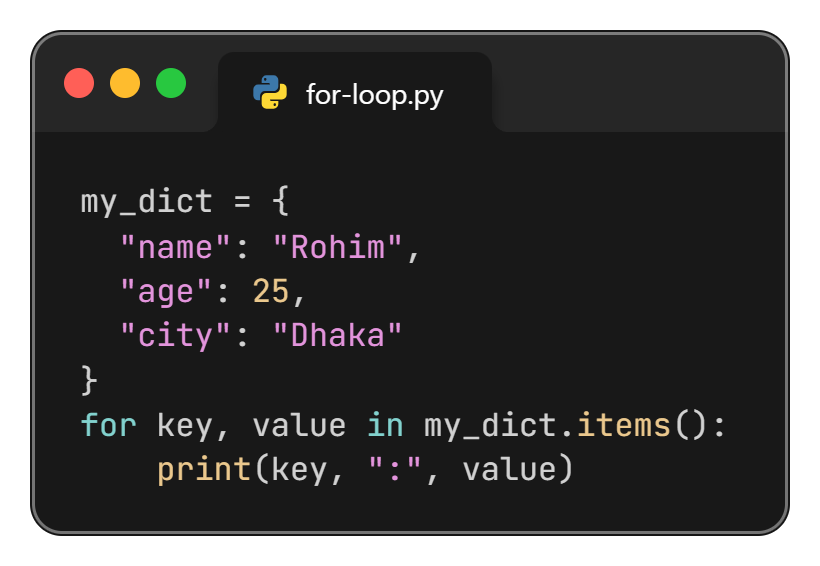 for-loop.py
my_dict = {
  "name": "Rohim",
  "age": 25,
  "city": "Dhaka"
}
for key, value in my_dict.items():
    print(key, ":", value)